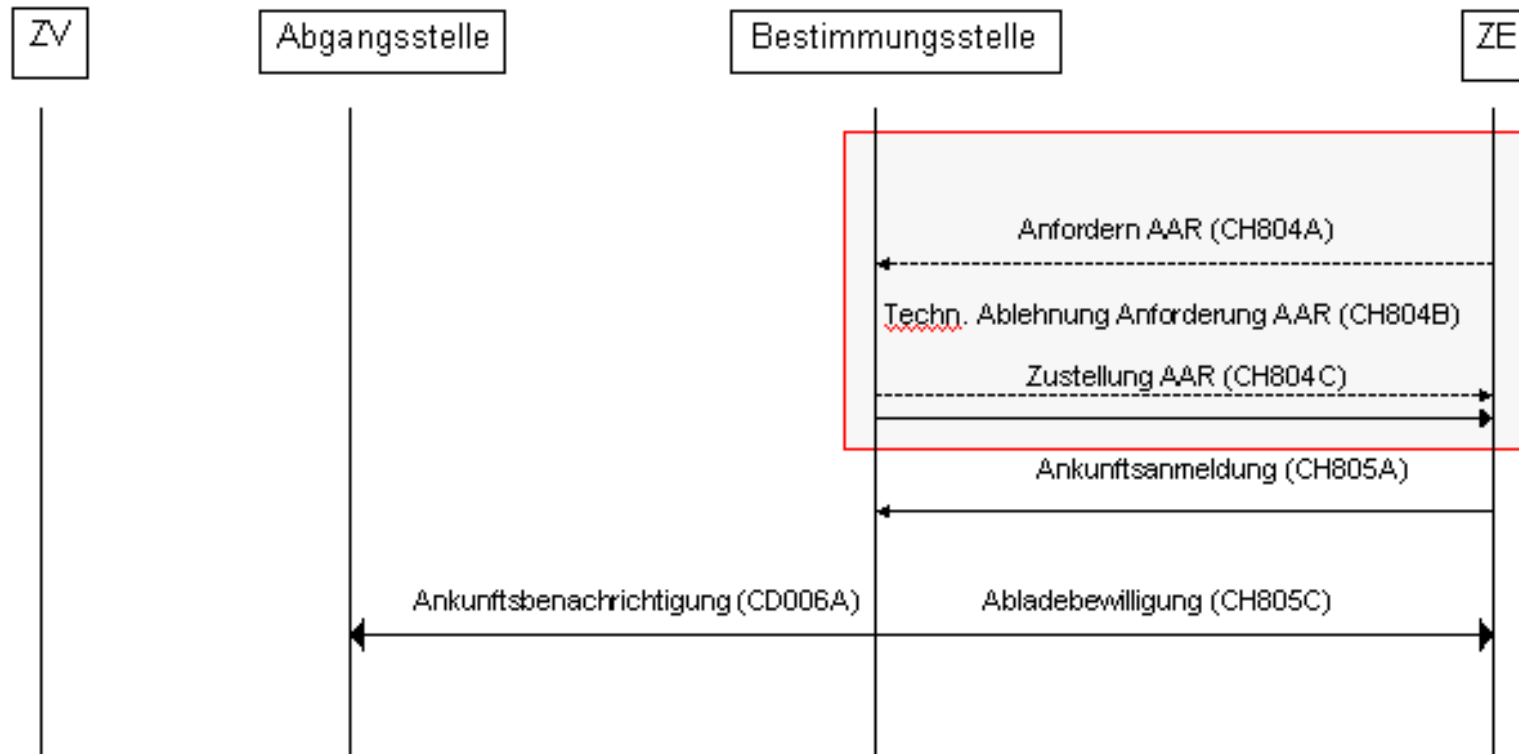 ZV
Abgangsstelle
Bestimmungsstelle
ZE
Anfordern AAR (CH804A)
Techn. Ablehnung Anforderung AAR (CH804B)
Zustellung AAR (CH804C)
Ankunftsanmeldung (CH805A)
Ankunftsbenachrichtigung (CD006A)
Abladebewilligung (CH805C)